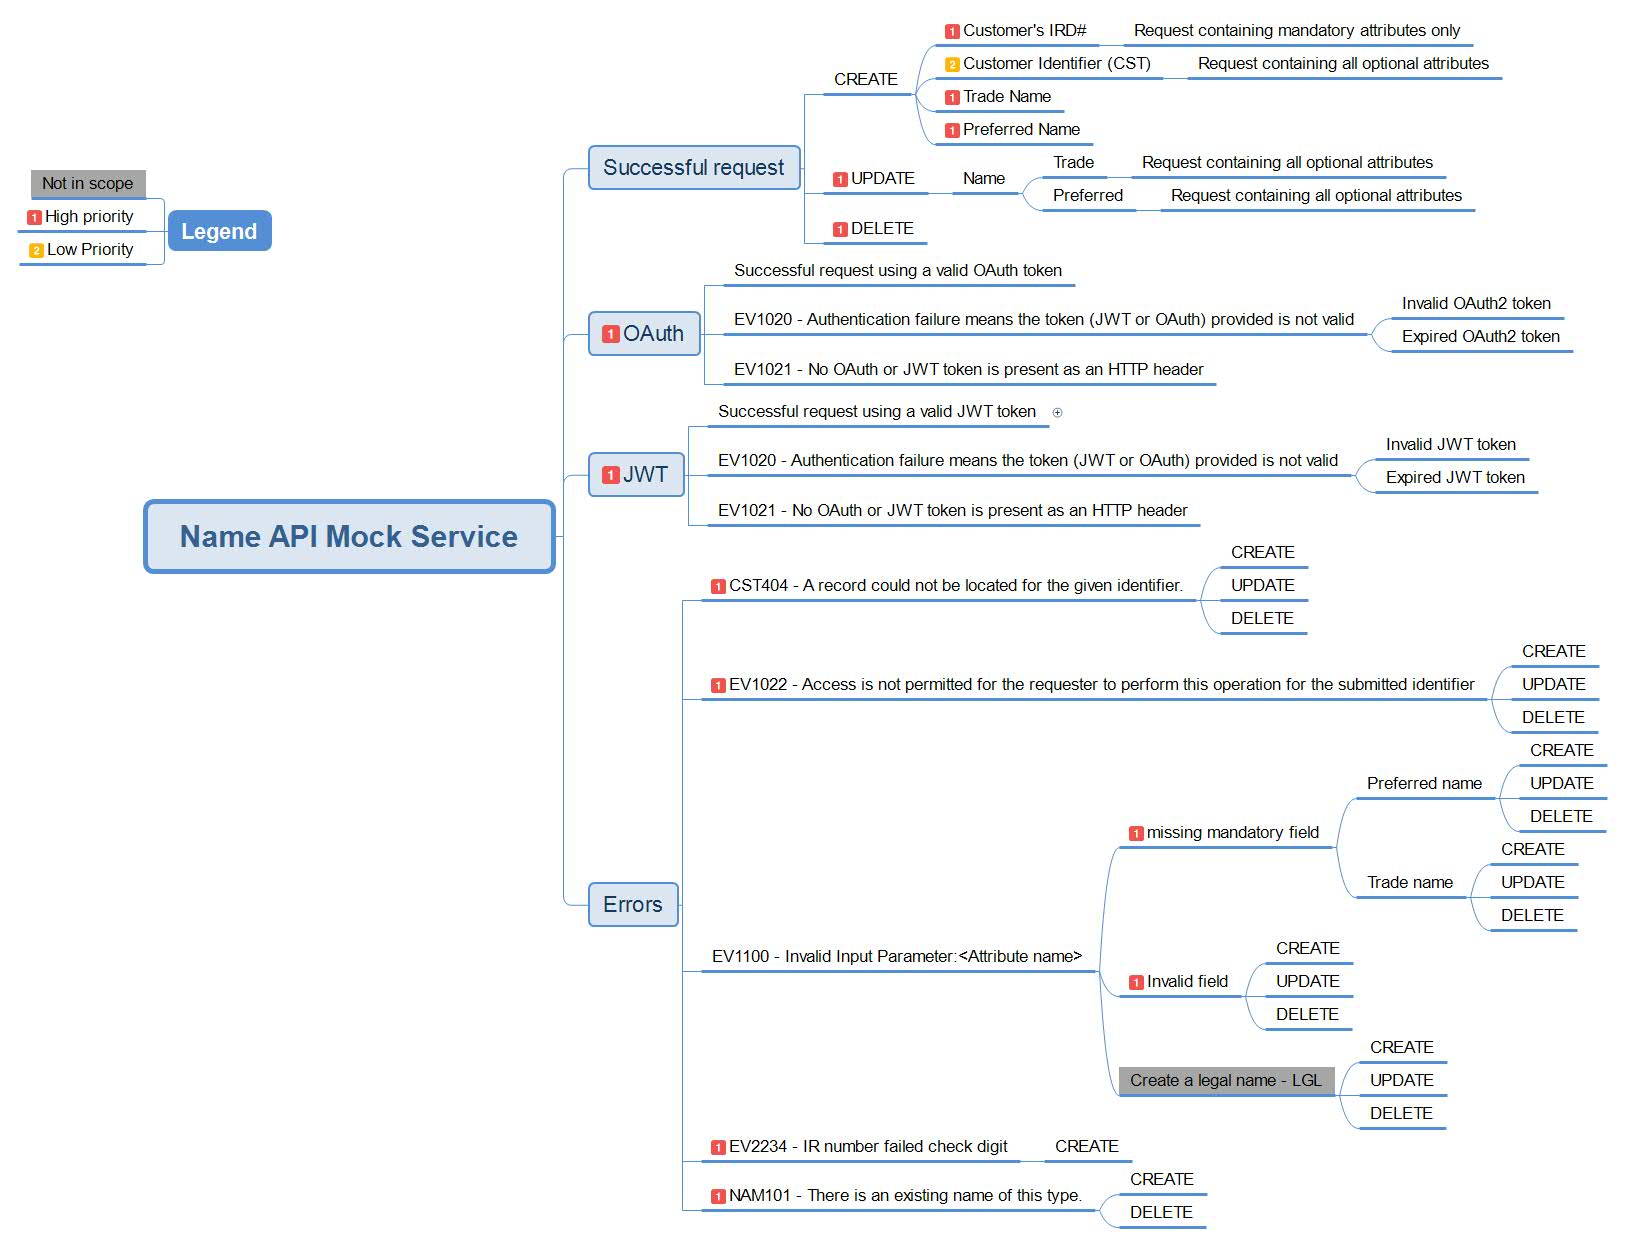 Not in scope
1 High priority
2 Low Priority
Legend
Name API Mock Service
Successful request
CREATE
1 Customer's IRD#
Request containing mandatory attributes only
2 Customer Identifier (CST)
Request containing all optional attributes
1 Trade Name
1 Preferred Name
1 UPDATE
Name
Trade
Request containing all optional attributes
Preferred
Request containing all optional attributes
1 DELETE
1 OAuth
Successful request using a valid OAuth token
EV1020 - Authentication failure means the token (JWT or OAuth) provided is not valid
Invalid OAuth2 token
Expired OAuth2 token
EV1021 - No OAuth or JWT token is present as an HTTP header
1 JWT
Successful request using a valid JWT token
EV1020 - Authentication failure means the token (JWT or OAuth) provided is not valid
Invalid JWT token
Expired JWT token
EV1021 - No OAuth or JWT token is present as an HTTP header
Errors
1 CST404 - A record could not be located for the given identifier.
CREATE
UPDATE
DELETE
1 EV1022 - Access is not permitted for the requester to perform this operation for the submitted identifier
CREATE
UPDATE
DELETE
EV1100 - Invalid Input Parameter:<Attribute name>
1 missing mandatory field
Preferred name
CREATE
UPDATE
DELETE
Trade name
CREATE
UPDATE
DELETE
1 Invalid field
CREATE
UPDATE
DELETE
Create a legal name - LGL
CREATE
UPDATE
DELETE
1 EV2234 - IR number failed check digit
CREATE
1 NAM101 - There is an existing name of this type.
CREATE
DELETE